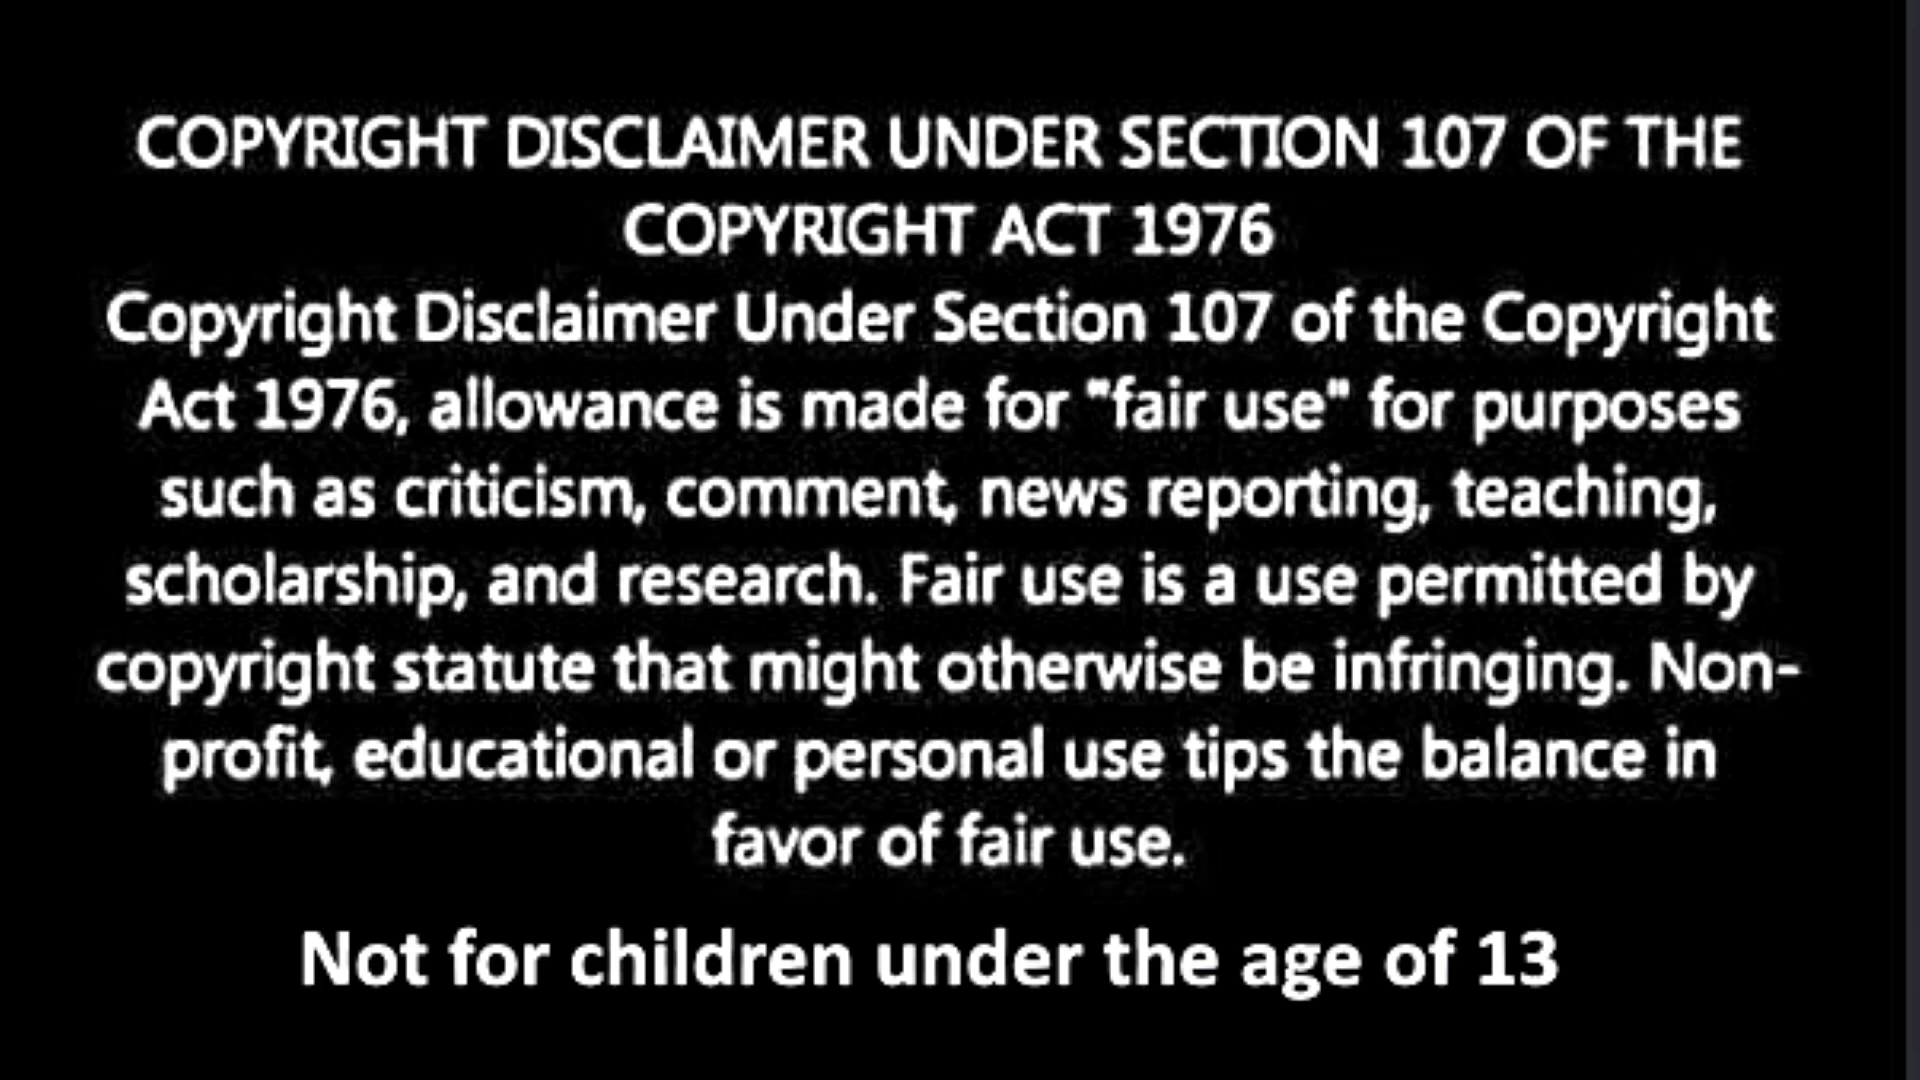 COPYRIGHT DISCLAIMER UNDER SECTION 107 OF THE
COPYRIGHT ACT 1976
Copyright Disclaimer Under Section 107 of the Copyright
Act 1976, allowance is made for "fair use" for purposes
such as criticism, comment, news reporting, teaching,
scholarship, and research. Fair use is a use permitted by
copyright statute that might otherwise be infringing. Non-
profit, educational or personal use tips the balance in
favor of fair use.
Not for children under the age of 13